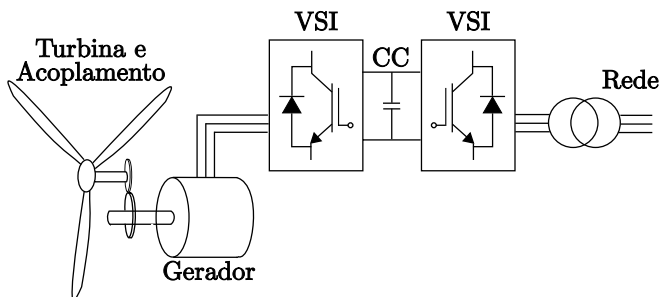 VSI
VSI
Turbina e
Acoplamento
CC
Rede
Gerador